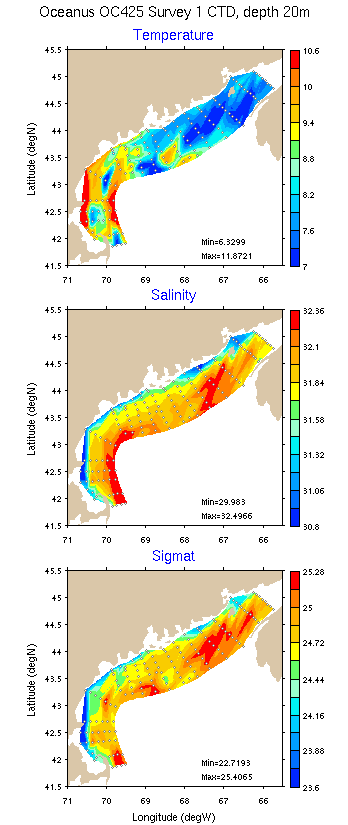 Oceanus OC425 Survey 1 CTD, depth 20m
Temperature
45.5
45
44.5
44
43.5
43
42.5
42
41.5
Latitude (degN)
71 70 69 68 67 66
Min=6.8299
Max=11.8721
10.6
10
9.4
8.8
8.2
7.6
7
Salinity
45.5
45
44.5
44
43.5
43
42.5
42
41.5
Latitude (degN)
71 70 69 68 67 66
Min=29.983
Max=32.4966
32.36
32.1
31.84
31.58
31.32
31.06
30.8
Sigmat
45.5
45
44.5
44
43.5
43
42.5
42
41.5
Latitude (degN)
71 70 69 68 67 66
Longitude (degW)
Min=22.7193
Max=25.4065
25.28
25
24.72
24.44
24.16
23.88
23.6